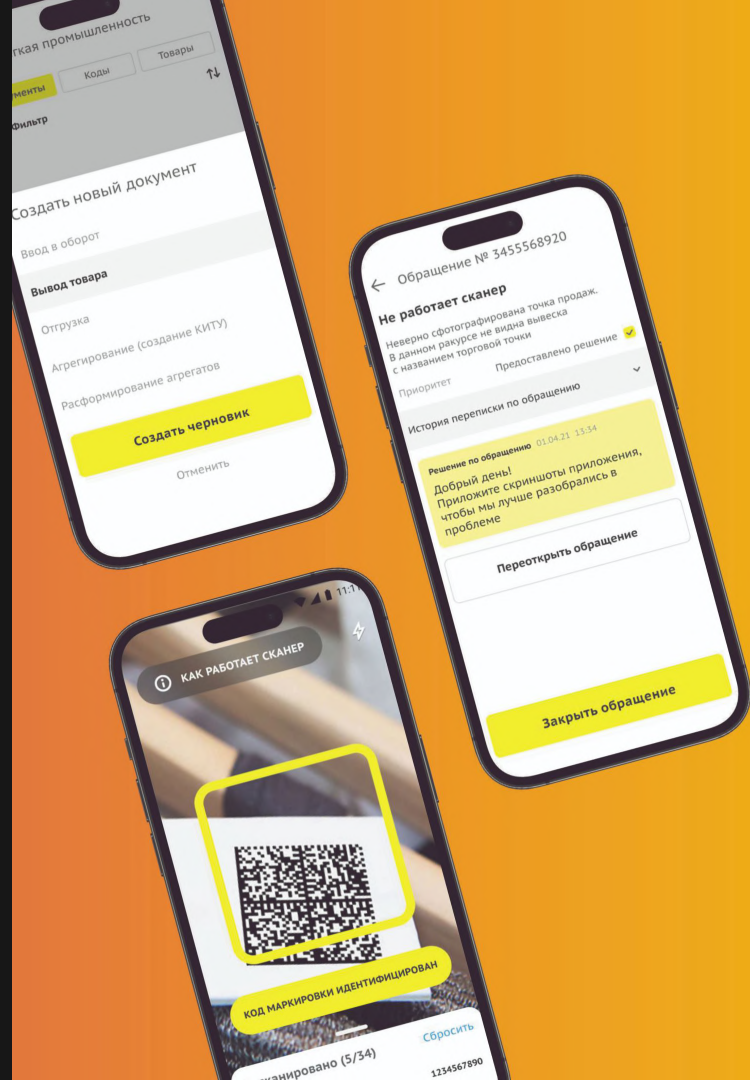 гкая промышленность
менты
Коды
Товары
Фильтр
Создать новый документ
Ввод в оборот
Вывод товара
Отгрузка
Агрегирование (создание КИТУ)
Расформирование агрегатов
Создать черновик
Отменить
Обращение № 3455568920
Не работает сканер
Неверно сфотографирована точка продаж.
В данном ракурсе не видна вывеска
с названием торговой точки
Приоритет
Предоставлено решение
История переписки по обращению
Решение по обращению 01.04.21 13:34
Добрый день!
Приложите скриншоты приложения,
чтобы мы лучше разобрались в
проблеме
Переоткрыть обращение
Закрыть обращение
11:1
КАК РАБОТАЕТ СКАНЕР
КОД МАРКИРОВКИ ИДЕНТИФИЦИРОВАН
канировано (5/34)
Сбросить
1234567890